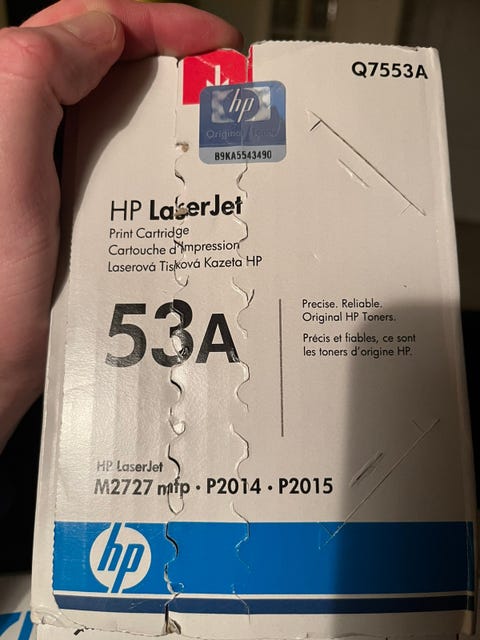 Q7553A
hp
Original
B9KA5543490
HP LaserJet
Print Cartridge
Cartouche d'Impression
Laserová Tisková Kazeta HP
53A
Precise. Reliable.
Original HP Toners.
Précis et fiables, ce sont
les toners d'origine HP.
HP LaserJet
M2727 mfp · P2014 · P2015
hp